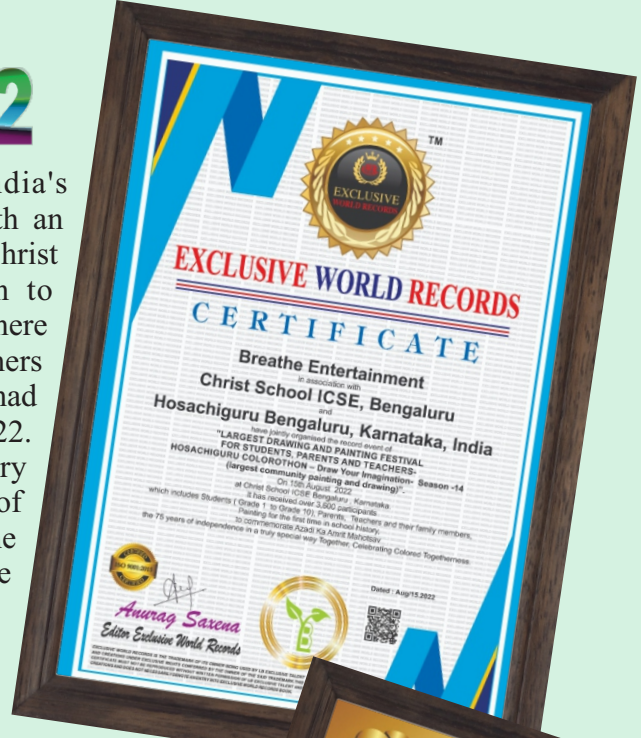 2
dia's
th an
hrist
n to
here
ners
had
22.
ry
of
e
e
TM
EXCLUSIVE
WORLD RECORDS
EXCLUSIVE WORLD RECORDS
CERTIFICATE
Breathe Entertainment
in association with
Christ School ICSE, Bengaluru
and
Hosachiguru Bengaluru, Karnataka, India
have jointly organised the record event of
"LARGEST DRAWING AND PAINTING FESTIVAL
FOR STUDENTS, PARENTS AND TEACHERS-
HOSACHIGURU COLOROTHON – Draw Your Imagination- Season -14
(largest community painting and drawing)".
On 15th August, 2022
at Christ School ICSE Bengaluru , Karnataka.
it has received over 3,600 participants
which includes Students ( Grade 1 to Grade 10), Parents, Teachers and their family members,
Painting for the first time in school history,
to commemorate Azadi Ka Amrit Mahotsav
the 75 years of independence in a truly special way Together, Celebrating Colored Togetherness
ISO 9001:2015
Dated : Aug/15.2022
Anurag Saxena
Editor Exclusive World Records